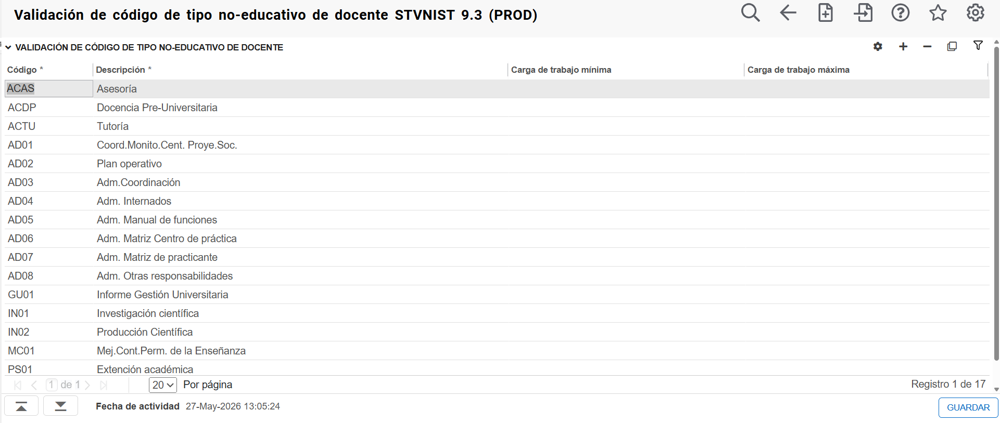 Validación de código de tipo no-educativo de docente STVNIST 9.3 (PROD)
VALIDACIÓN DE CÓDIGO DE TIPO NO-EDUCATIVO DE DOCENTE
Código * Descripción * Carga de trabajo mínima Carga de trabajo máxima
ACAS Asesoría
ACDP Docencia Pre-Universitaria
ACTU Tutoría
AD01 Coord.Monito.Cent. Proye.Soc.
AD02 Plan operativo
AD03 Adm.Coordinación
AD04 Adm. Internados
AD05 Adm. Manual de funciones
AD06 Adm. Matriz Centro de práctica
AD07 Adm. Matriz de practicante
AD08 Adm. Otras responsabilidades
GU01 Informe Gestión Universitaria
IN01 Investigación científica
IN02 Producción Científica
MC01 Mej.Cont.Perm. de la Enseñanza
PS01 Extención académica
1 de 1 20 Por página Registro 1 de 17
Fecha de actividad 27-May-2026 13:05:24 GUARDAR